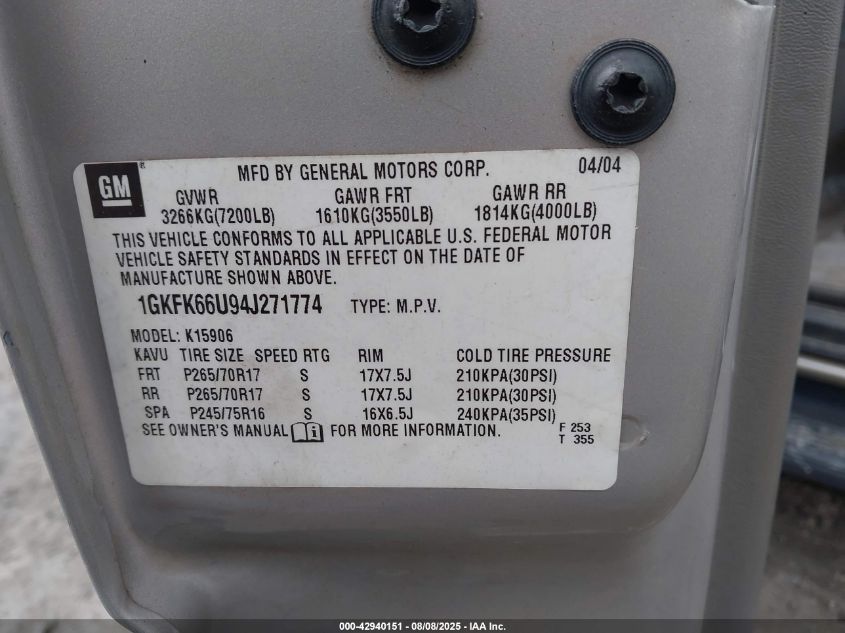 GM ®
MFD BY GENERAL MOTORS CORP. 04/04
GVWR GAWR FRT GAWR RR
3266KG(7200LB) 1610KG(3550LB) 1814KG(4000LB)
THIS VEHICLE CONFORMS TO ALL APPLICABLE U.S. FEDERAL MOTOR
VEHICLE SAFETY STANDARDS IN EFFECT ON THE DATE OF
MANUFACTURE SHOWN ABOVE.
1GKFK66U94J271774 TYPE: M.P.V.
MODEL: K15906
KAVU TIRE SIZE SPEED RTG RIM COLD TIRE PRESSURE
FRT P265/70R17 S 17X7.5J 210KPA(30PSI)
RR P265/70R17 S 17X7.5J 210KPA(30PSI)
SPA P245/75R16 S 16X6.5J 240KPA(35PSI)
SEE OWNER'S MANUAL i FOR MORE INFORMATION. F 253
T 355
000-42940151 - 08/08/2025 - IAA Inc.